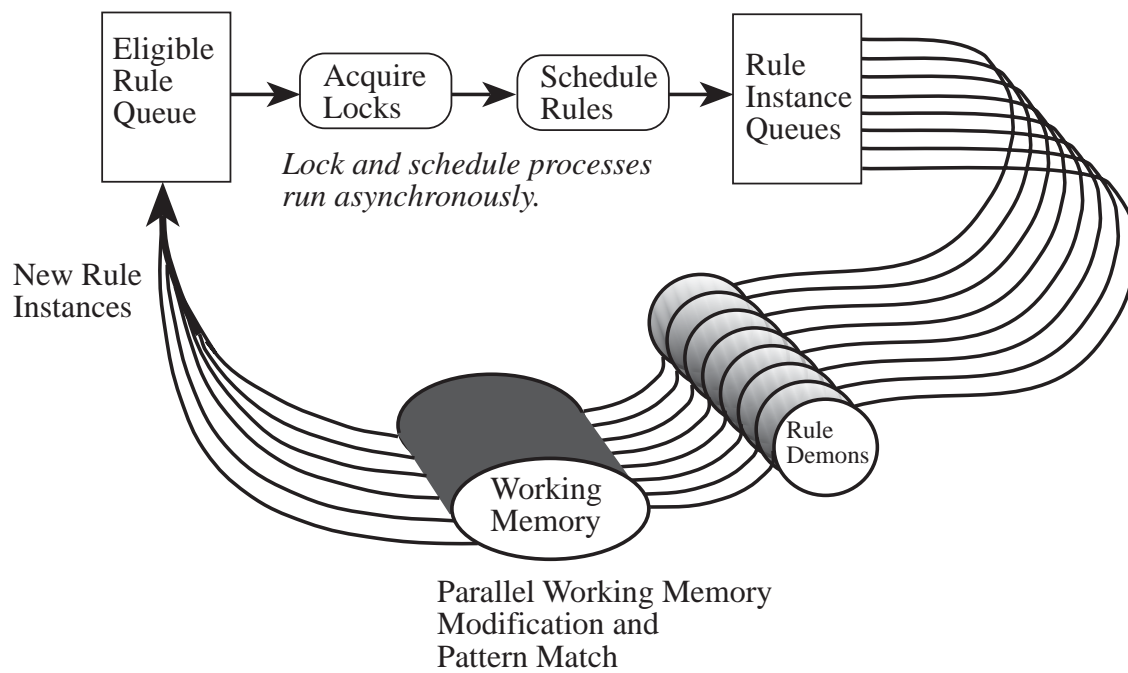 Eligible
Rule
Queue
Acquire
Locks
Schedule
Rules
Rule
Instance
Queues
Lock and schedule processes
run asynchronously.
New Rule
Instances
Rule
Demons
Working
Memory
Parallel Working Memory
Modification and
Pattern Match